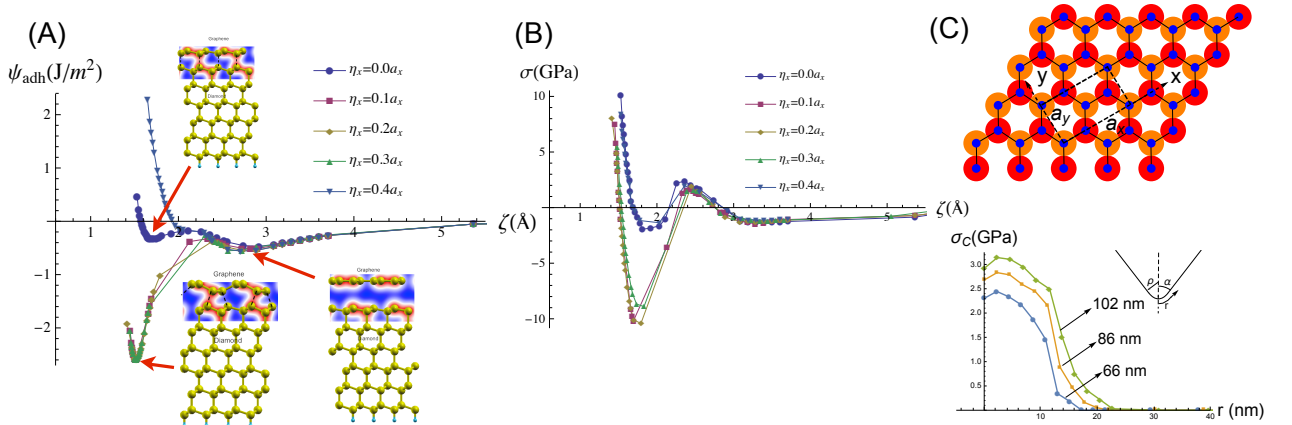 (A)
ψadh(J/m²)
2
1
-1
-2
1
2
3
4
5
ζ(Å)
Graphene
Diamond
ηx=0.0ax
ηx=0.1ax
ηx=0.2ax
ηx=0.3ax
ηx=0.4ax
Graphene
Diamond
Graphene
Diamond
(B)
σ(GPa)
10
5
-5
-10
1
2
3
4
5
ζ(Å)
ηx=0.0ax
ηx=0.1ax
ηx=0.2ax
ηx=0.3ax
ηx=0.4ax
(C)
y
x
ay
ax
σC(GPa)
3.0
2.5
2.0
1.5
1.0
0.5
0
10
20
30
40
r (nm)
ρ
α
r
102 nm
86 nm
66 nm